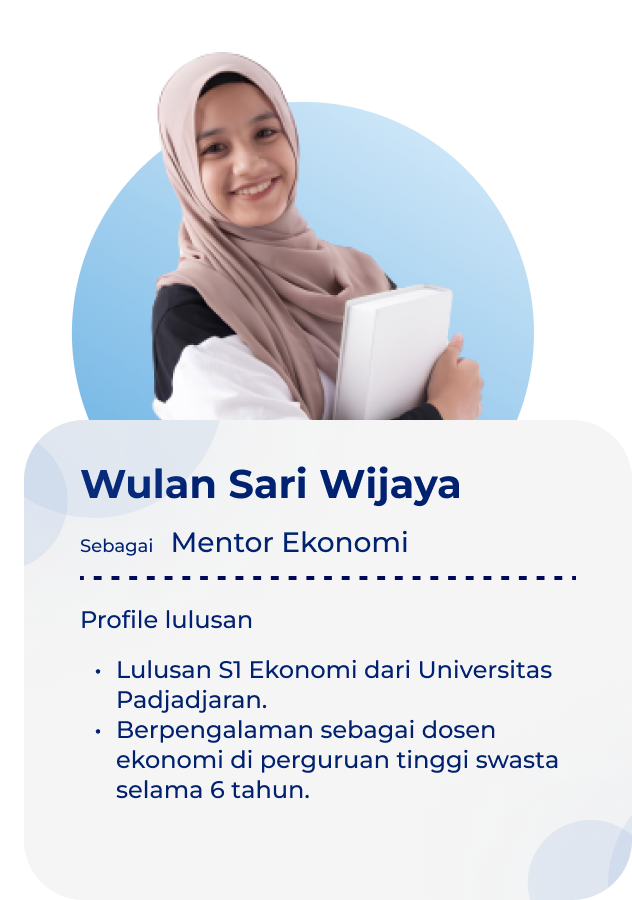 Wulan Sari Wijaya
Sebagai Mentor Ekonomi
Profile lulusan
• Lulusan S1 Ekonomi dari Universitas
Padjadjaran.
• Berpengalaman sebagai dosen
ekonomi di perguruan tinggi swasta
selama 6 tahun.